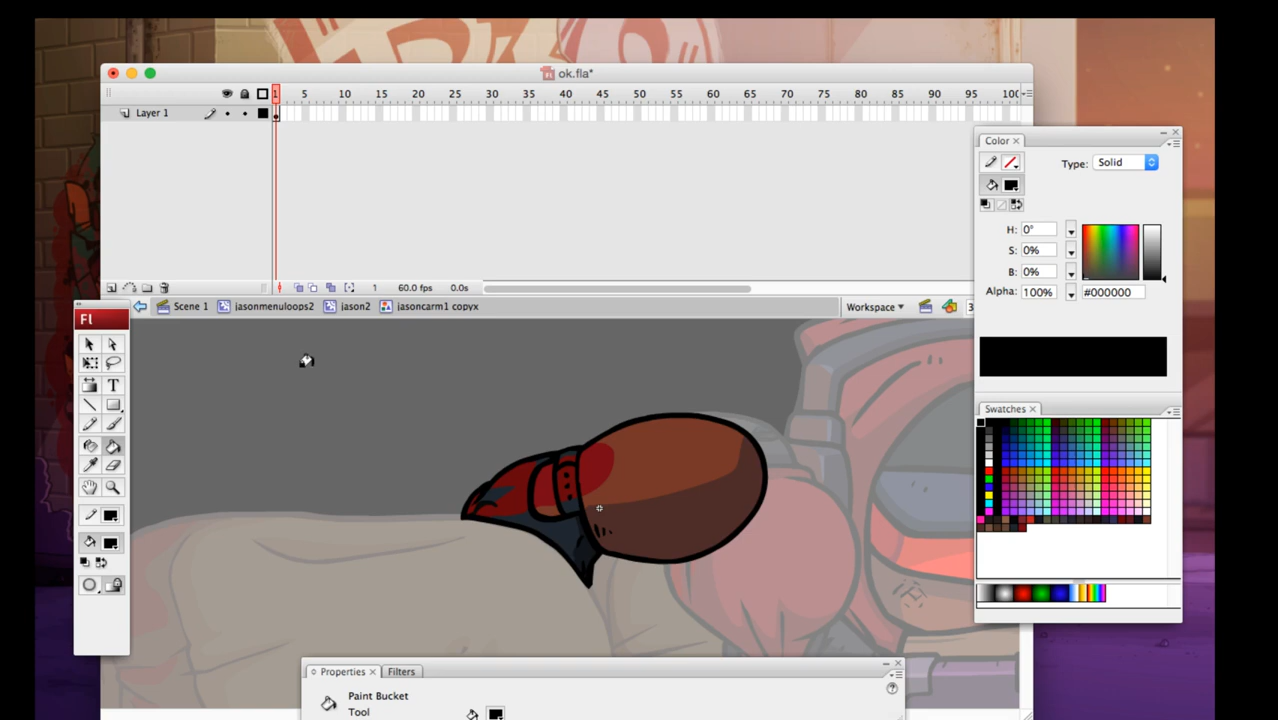 ok.fla*
1 5 10 15 20 25 30 35 40 45 50 55 60 65 70 75 80 85 90 95 100
Layer 1
1 60.0 fps 0.0s
Scene 1 jasonmenuloops2 jason2 jasoncarm1 copyx Workspace 3
Fl
T
Color
Type: Solid
H: 0°
S: 0%
B: 0%
Alpha: 100% #000000
Swatches
Properties Filters
Paint Bucket
Tool